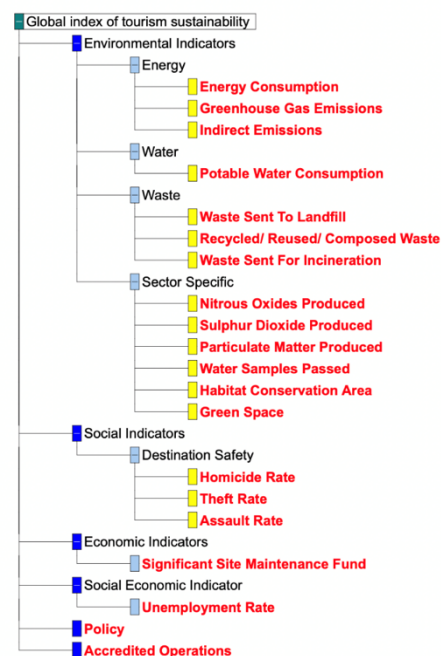 Global index of tourism sustainability
Environmental Indicators
Energy
Energy Consumption
Greenhouse Gas Emissions
Indirect Emissions
Water
Potable Water Consumption
Waste
Waste Sent To Landfill
Recycled/ Reused/ Composed Waste
Waste Sent For Incineration
Sector Specific
Nitrous Oxides Produced
Sulphur Dioxide Produced
Particulate Matter Produced
Water Samples Passed
Habitat Conservation Area
Green Space
Social Indicators
Destination Safety
Homicide Rate
Theft Rate
Assault Rate
Economic Indicators
Significant Site Maintenance Fund
Social Economic Indicator
Unemployment Rate
Policy
Accredited Operations